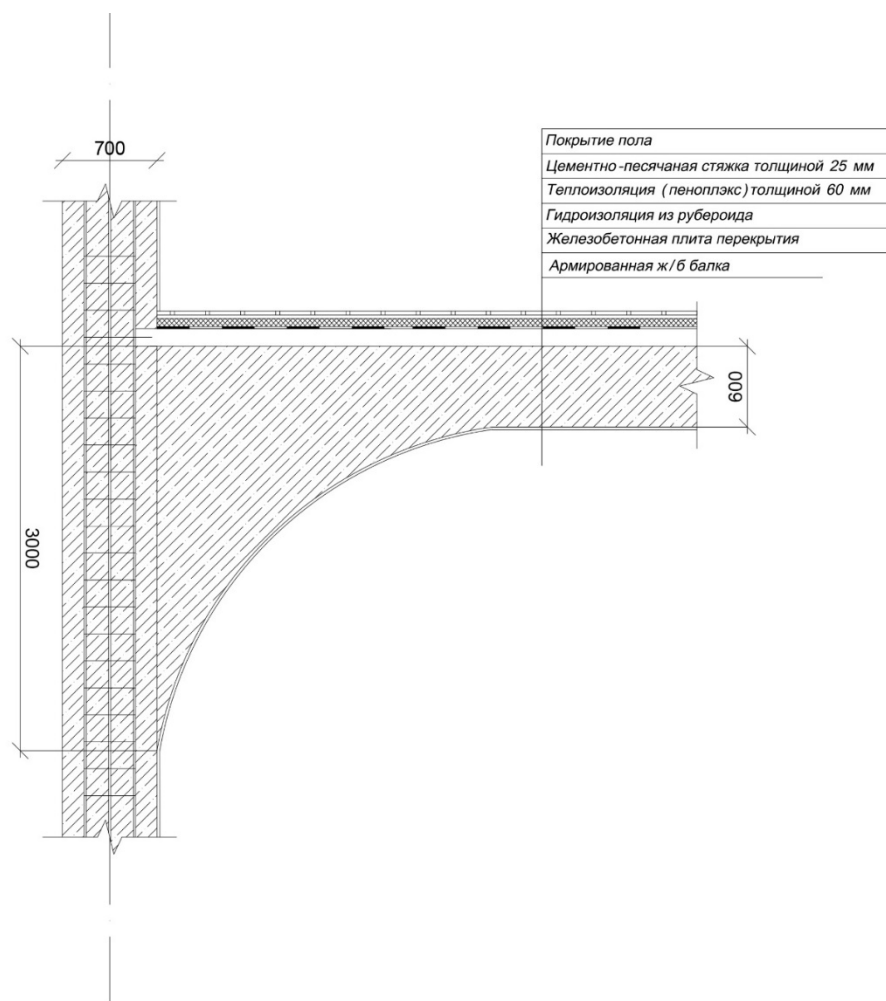 700
Покрытие пола
Цементно-песячаная стяжка толщиной 25 мм
Теплоизоляция (пеноплэкс) толщиной 60 мм
Гидроизоляция из рубероида
Железобетонная плита перекрытия
Армированная ж/б балка
600
3000